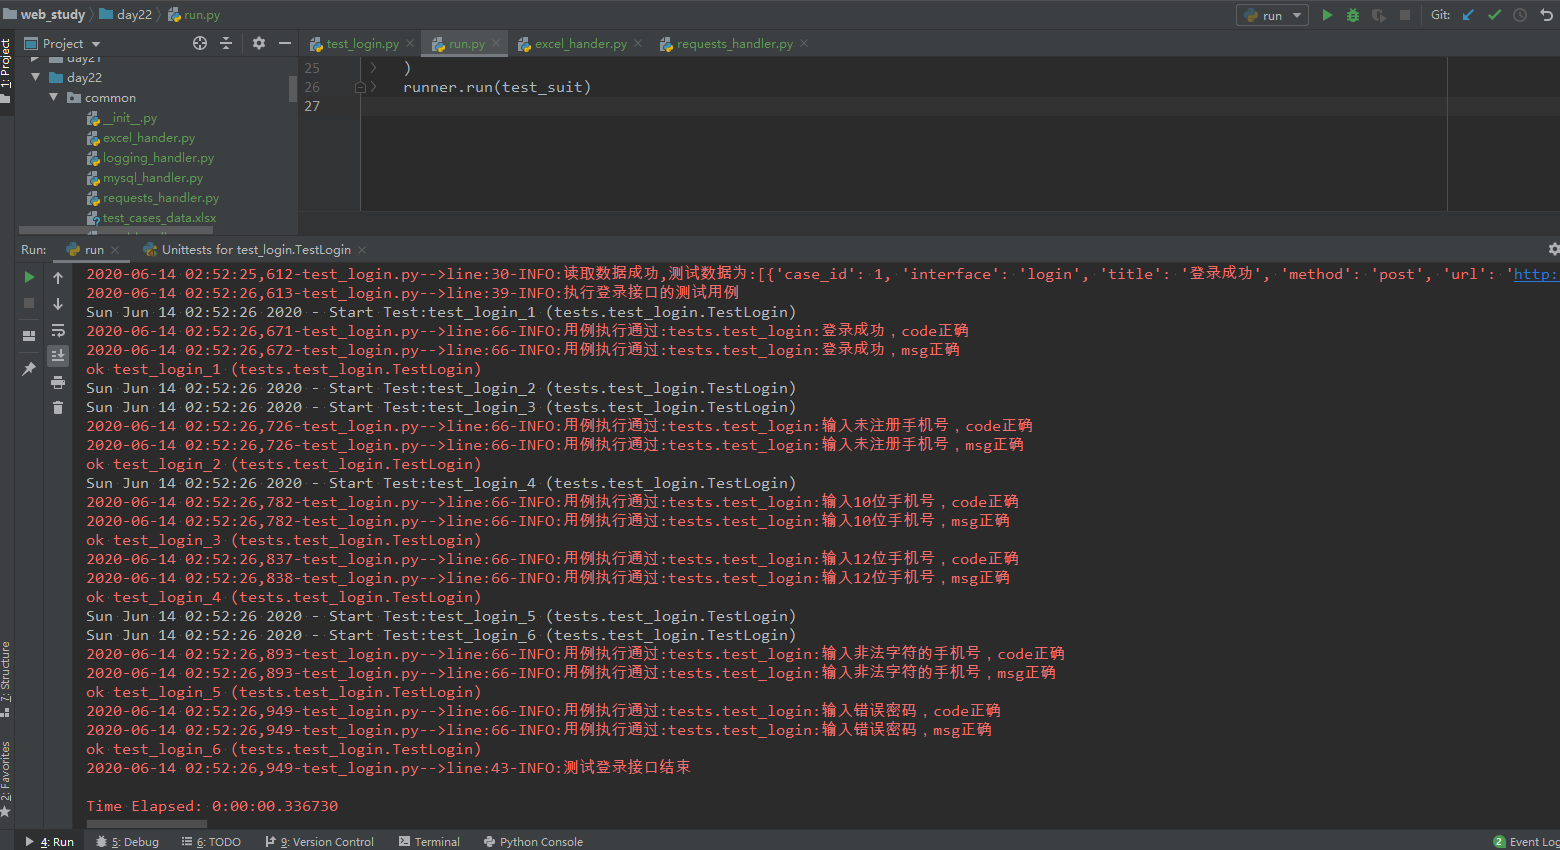 web_study day22 run.py
run Git:
Project
test_login.py run.py excel_hander.py requests_handler.py
1: Project
day21
day22
common
__init__.py
excel_hander.py
logging_handler.py
mysql_handler.py
requests_handler.py
test_cases_data.xlsx
25 )
26 runner.run(test_suit)
27
Run: run Unittests for test_login.TestLogin
2020-06-14 02:52:25,612-test_login.py-->line:30-INFO:读取数据成功,测试数据为:[{'case_id': 1, 'interface': 'login', 'title': '登录成功', 'method': 'post', 'url': 'http:
2020-06-14 02:52:26,613-test_login.py-->line:39-INFO:执行登录接口的测试用例
Sun Jun 14 02:52:26 2020 - Start Test:test_login_1 (tests.test_login.TestLogin)
2020-06-14 02:52:26,671-test_login.py-->line:66-INFO:用例执行通过:tests.test_login:登录成功，code正确
2020-06-14 02:52:26,672-test_login.py-->line:66-INFO:用例执行通过:tests.test_login:登录成功，msg正确
ok test_login_1 (tests.test_login.TestLogin)
Sun Jun 14 02:52:26 2020 - Start Test:test_login_2 (tests.test_login.TestLogin)
Sun Jun 14 02:52:26 2020 - Start Test:test_login_3 (tests.test_login.TestLogin)
2020-06-14 02:52:26,726-test_login.py-->line:66-INFO:用例执行通过:tests.test_login:输入未注册手机号，code正确
2020-06-14 02:52:26,726-test_login.py-->line:66-INFO:用例执行通过:tests.test_login:输入未注册手机号，msg正确
ok test_login_2 (tests.test_login.TestLogin)
Sun Jun 14 02:52:26 2020 - Start Test:test_login_4 (tests.test_login.TestLogin)
2020-06-14 02:52:26,782-test_login.py-->line:66-INFO:用例执行通过:tests.test_login:输入10位手机号，code正确
2020-06-14 02:52:26,782-test_login.py-->line:66-INFO:用例执行通过:tests.test_login:输入10位手机号，msg正确
ok test_login_3 (tests.test_login.TestLogin)
2020-06-14 02:52:26,837-test_login.py-->line:66-INFO:用例执行通过:tests.test_login:输入12位手机号，code正确
2020-06-14 02:52:26,838-test_login.py-->line:66-INFO:用例执行通过:tests.test_login:输入12位手机号，msg正确
ok test_login_4 (tests.test_login.TestLogin)
Sun Jun 14 02:52:26 2020 - Start Test:test_login_5 (tests.test_login.TestLogin)
Sun Jun 14 02:52:26 2020 - Start Test:test_login_6 (tests.test_login.TestLogin)
2020-06-14 02:52:26,893-test_login.py-->line:66-INFO:用例执行通过:tests.test_login:输入非法字符的手机号，code正确
2020-06-14 02:52:26,893-test_login.py-->line:66-INFO:用例执行通过:tests.test_login:输入非法字符的手机号，msg正确
ok test_login_5 (tests.test_login.TestLogin)
2020-06-14 02:52:26,949-test_login.py-->line:66-INFO:用例执行通过:tests.test_login:输入错误密码，code正确
2020-06-14 02:52:26,949-test_login.py-->line:66-INFO:用例执行通过:tests.test_login:输入错误密码，msg正确
ok test_login_6 (tests.test_login.TestLogin)
2020-06-14 02:52:26,949-test_login.py-->line:43-INFO:测试登录接口结束
Time Elapsed: 0:00:00.336730
7: Structure
2: Favorites
4: Run 5: Debug 6: TODO 9: Version Control Terminal Python Console 2 Event Log